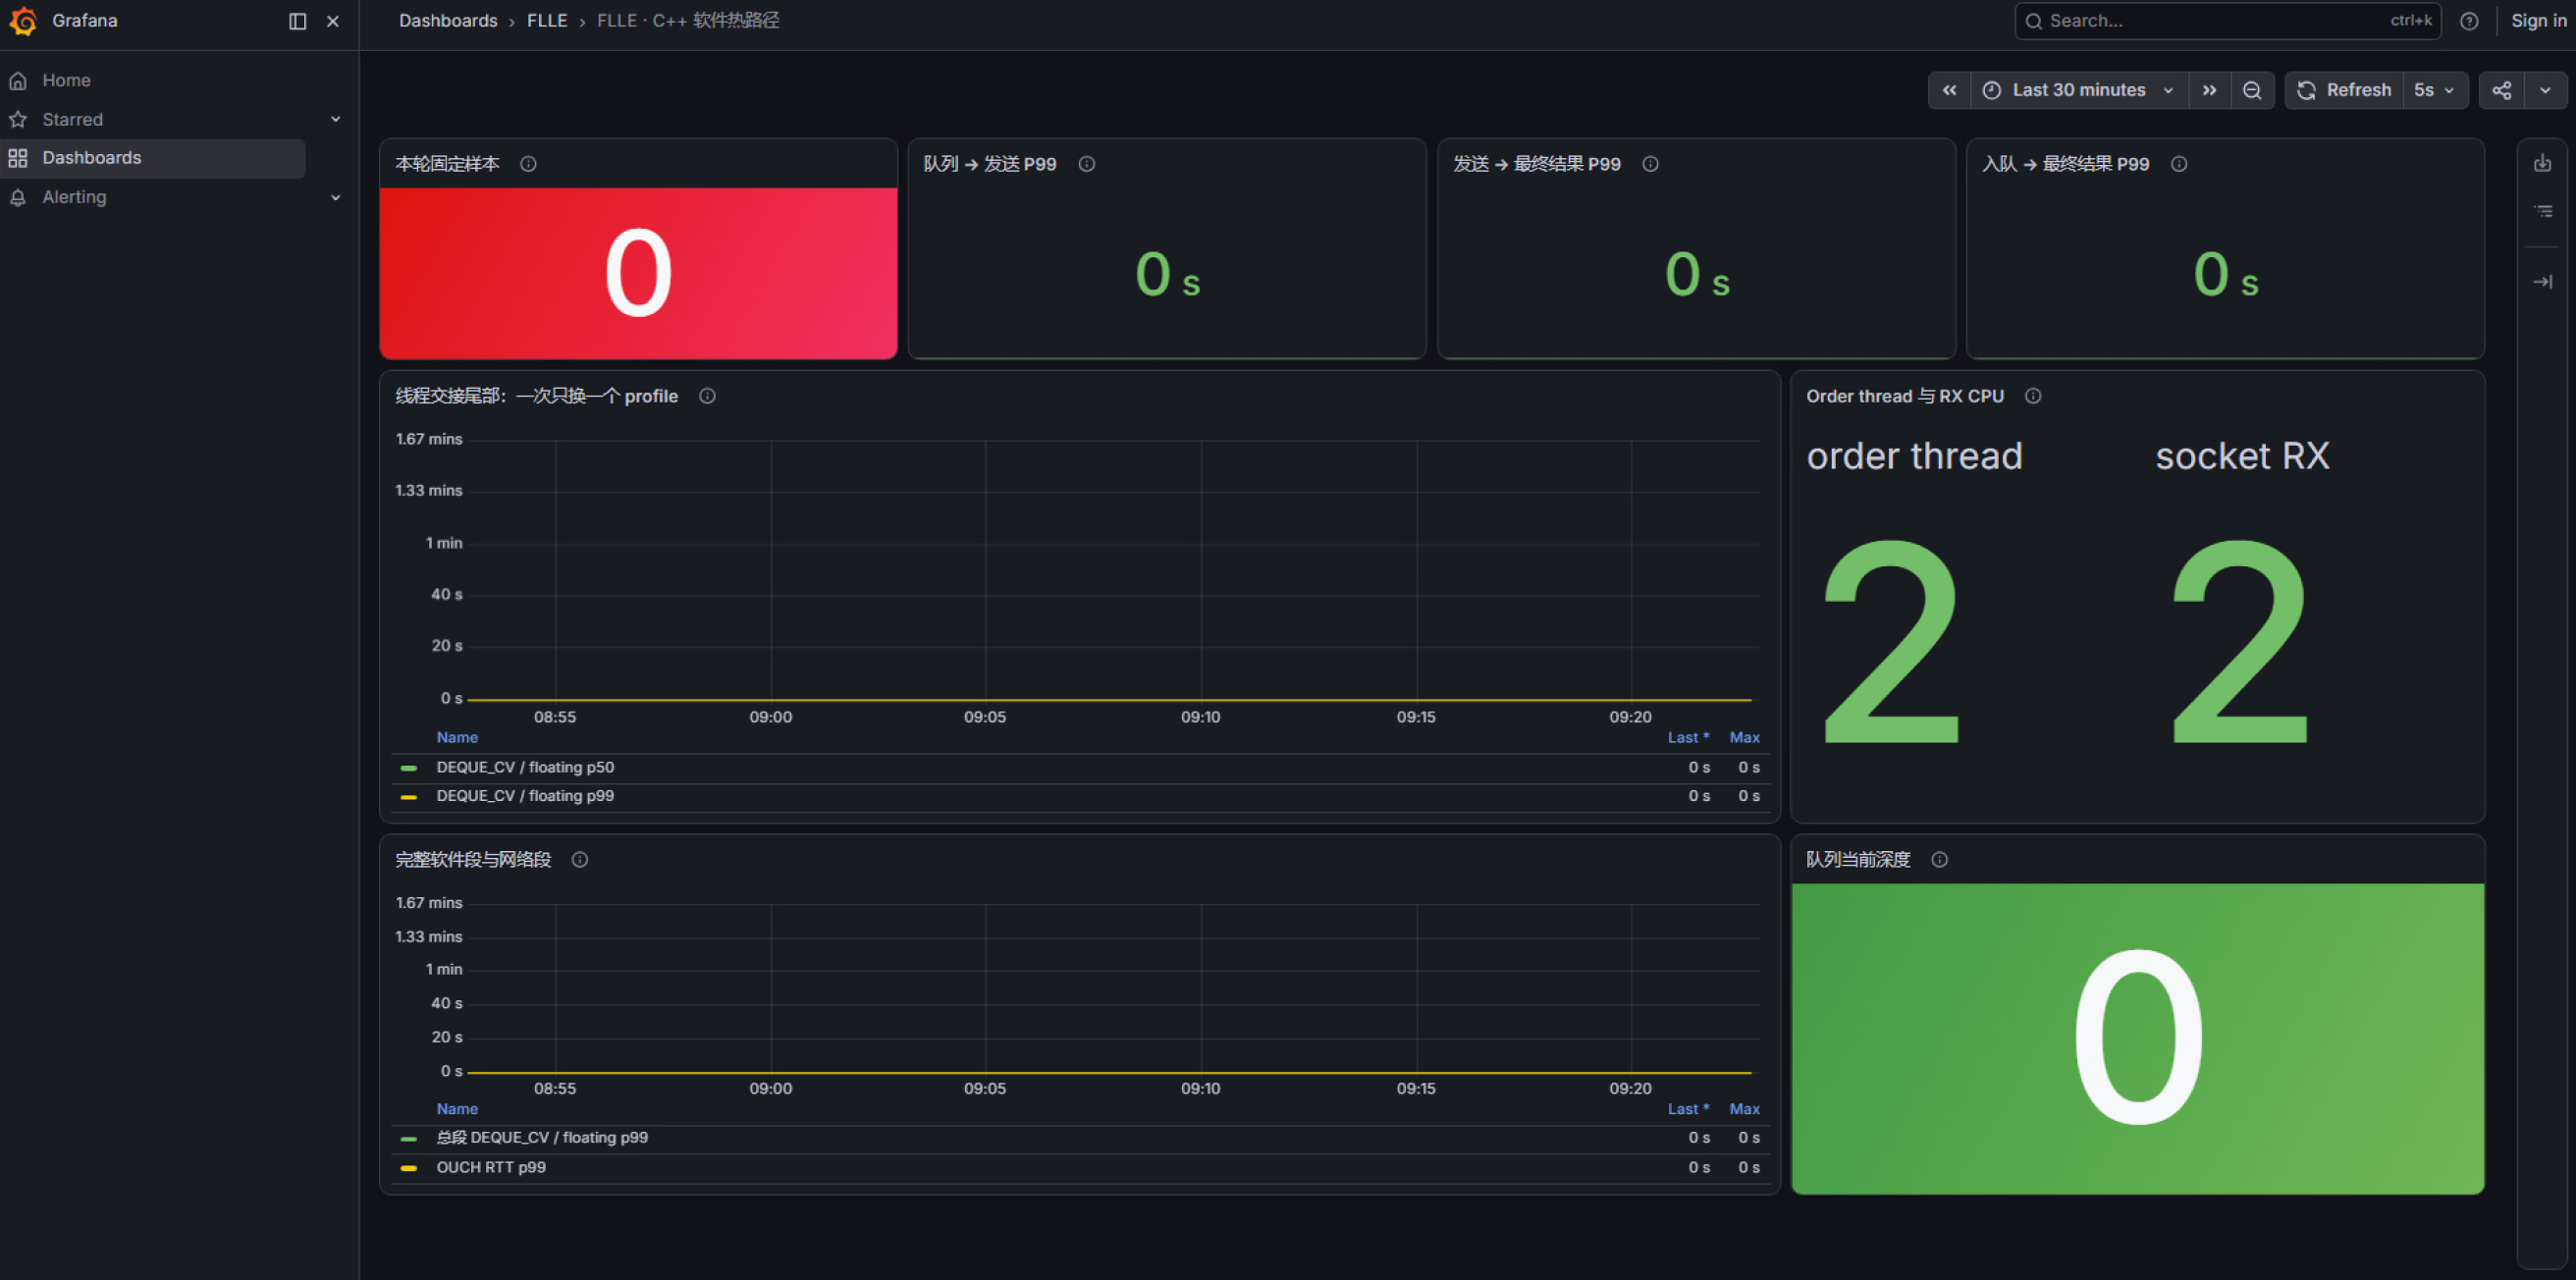 Grafana
Dashboards › FLLE › FLLE · C++ 软件热路径
Search... ctrl+k
Sign in
Home
Starred
Dashboards
Alerting
Last 30 minutes
Refresh 5s
本轮固定样本
0
队列 → 发送 P99
0 s
发送 → 最终结果 P99
0 s
入队 → 最终结果 P99
0 s
线程交接尾部：一次只换一个 profile
1.67 mins
1.33 mins
1 min
40 s
20 s
0 s
08:55 09:00 09:05 09:10 09:15 09:20
Name Last * Max
DEQUE_CV / floating p50 0 s 0 s
DEQUE_CV / floating p99 0 s 0 s
Order thread 与 RX CPU
order thread socket RX
2 2
完整软件段与网络段
1.67 mins
1.33 mins
1 min
40 s
20 s
0 s
08:55 09:00 09:05 09:10 09:15 09:20
Name Last * Max
总段 DEQUE_CV / floating p99 0 s 0 s
OUCH RTT p99 0 s 0 s
队列当前深度
0